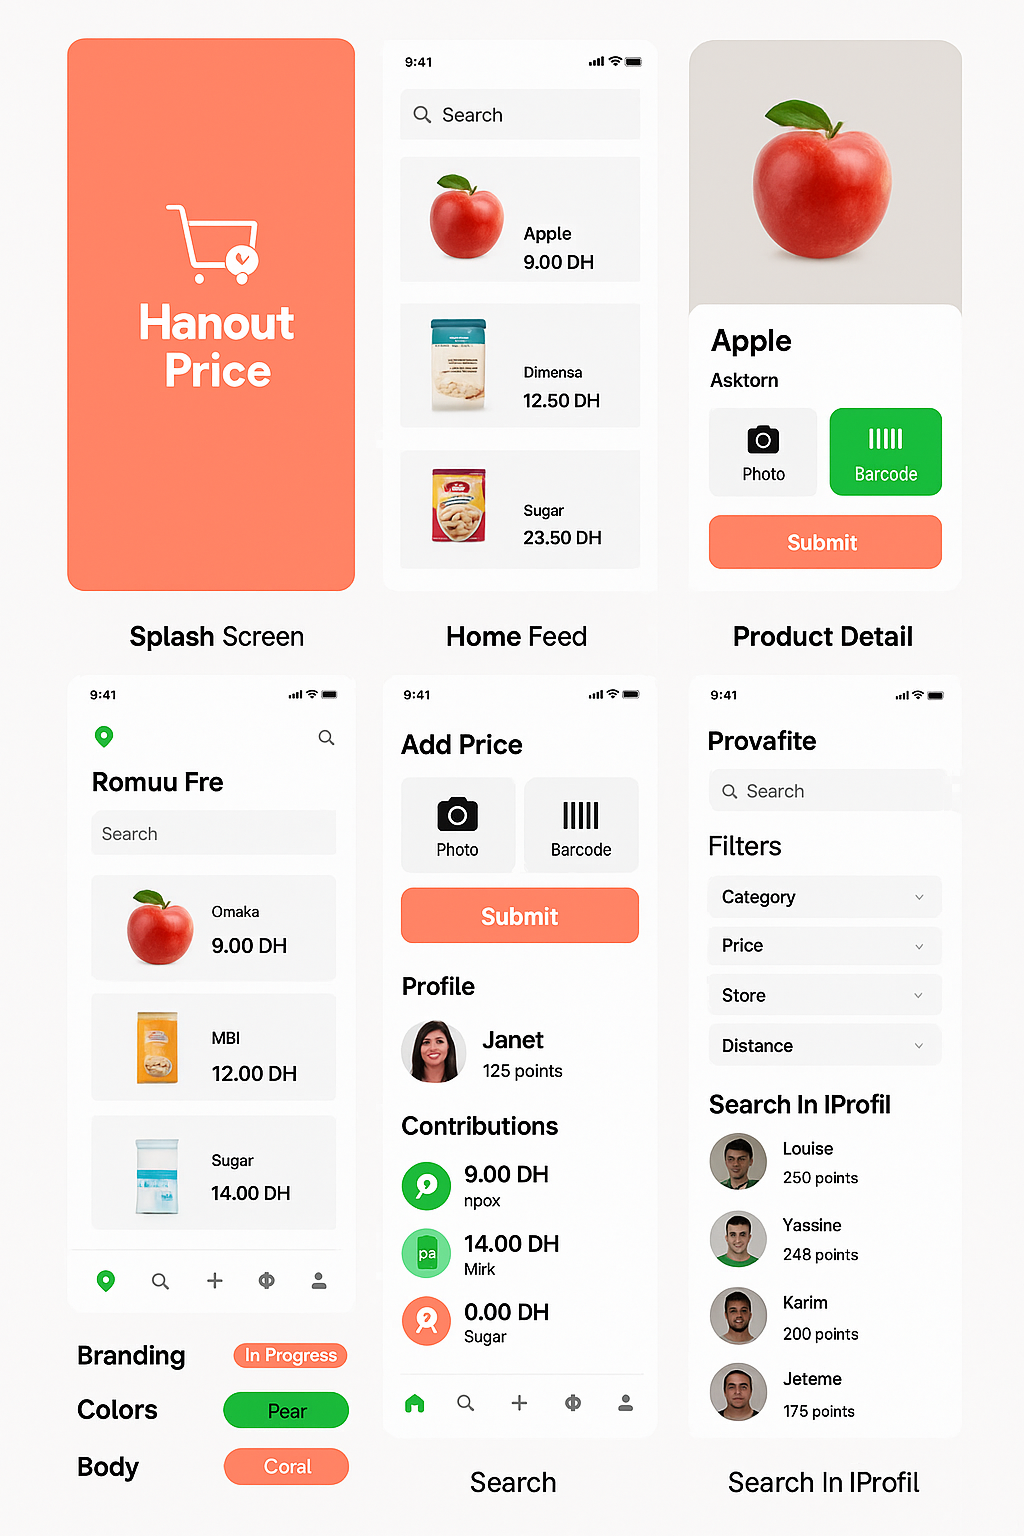 Hanout
Price
Splash Screen
9:41
Search
Apple
9.00 DH
Dimensa
12.50 DH
Sugar
23.50 DH
Home Feed
Apple
Asktorn
Photo
Barcode
Submit
Product Detail
9:41
Romuu Fre
Search
Omaka
9.00 DH
MBI
12.00 DH
Sugar
14.00 DH
Branding
In Progress
Colors
Pear
Body
Coral
9:41
Add Price
Photo
Barcode
Submit
Profile
Janet
125 points
Contributions
9.00 DH
npox
pa
14.00 DH
Mirk
0.00 DH
Sugar
Search
9:41
Provafite
Search
Filters
Category
Price
Store
Distance
Search In IProfil
Louise
250 points
Yassine
248 points
Karim
200 points
Jeteme
175 points
Search In IProfil